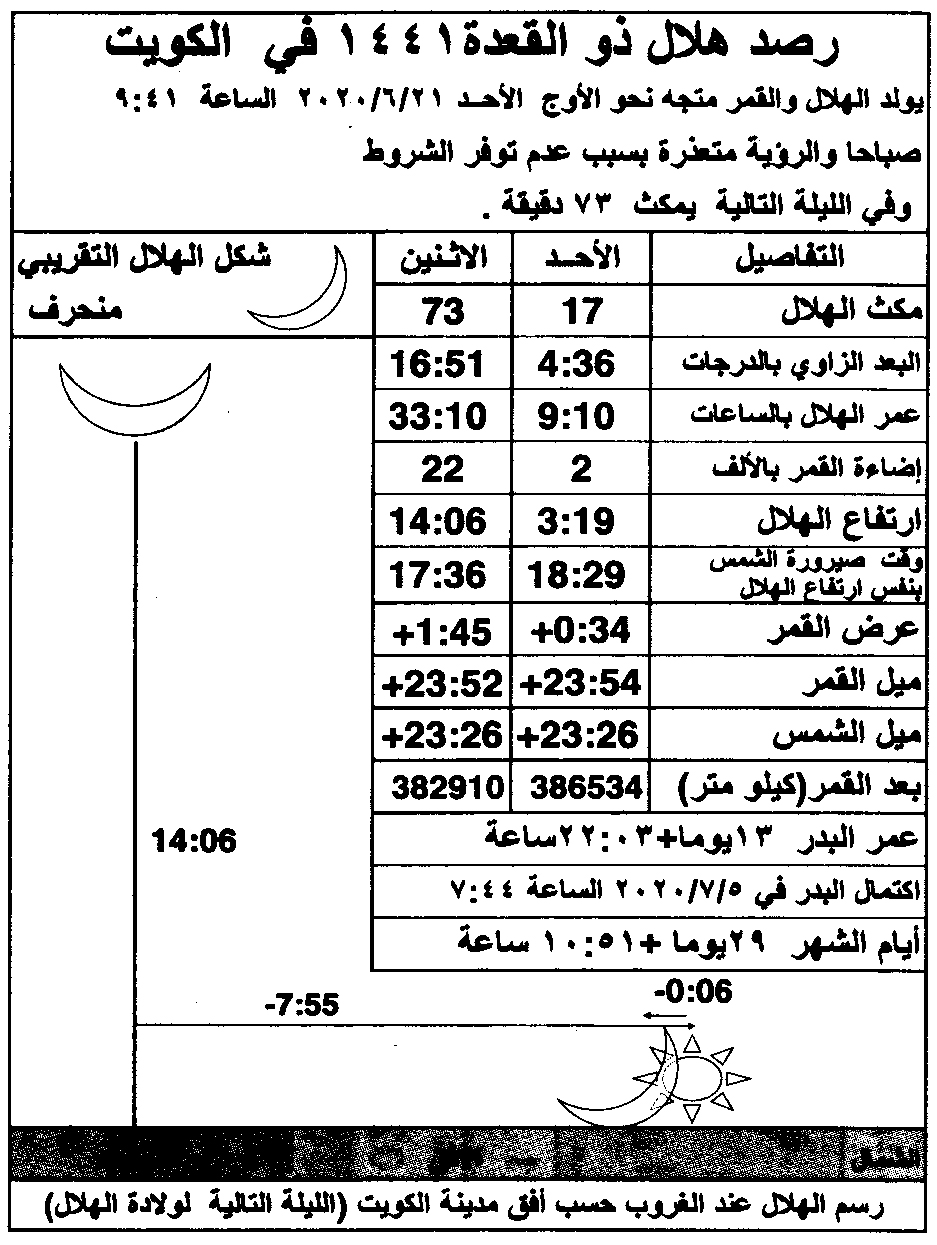 رصد هلال ذو القعدة١٤٤١ في الكويت
يولد الهلال والقمر متجه نحو الأوج الأحـد ٢٠٢٠/٦/٢١ الساعة ٩:٤١
صباحا والرؤية متعذرة بسبب عدم توفر الشروط
وفي الليلة التالية يمكث ٧٣ دقيقة .
التفاصيل الأحـد الاثـنين
شكل الهلال التقريبي
منحرف
مكث الهلال 17 73
البعد الزاوي بالدرجات 4:36 16:51
عمر الهلال بالساعات 9:10 33:10
إضاءة القمر بالألف 2 22
ارتفاع الهلال 3:19 14:06
وقت صيرورة الشمس
بنفس ارتفاع الهلال 18:29 17:36
عرض القمر +0:34 +1:45
ميل القمر +23:54 +23:52
ميل الشمس +23:26 +23:26
بعد القمر(كيلو متر) 386534 382910
عمر البدر ١٣يوما+٢٢:٠٣ساعة
14:06
اكتمال البدر في ٢٠٢٠/٧/٥ الساعة ٧:٤٤
أيام الشهر ٢٩يوما +١٠:٥١ ساعة
-0:06
-7:55
رسم الهلال عند الغروب حسب أفق مدينة الكويت (الليلة التالية لولادة الهلال)